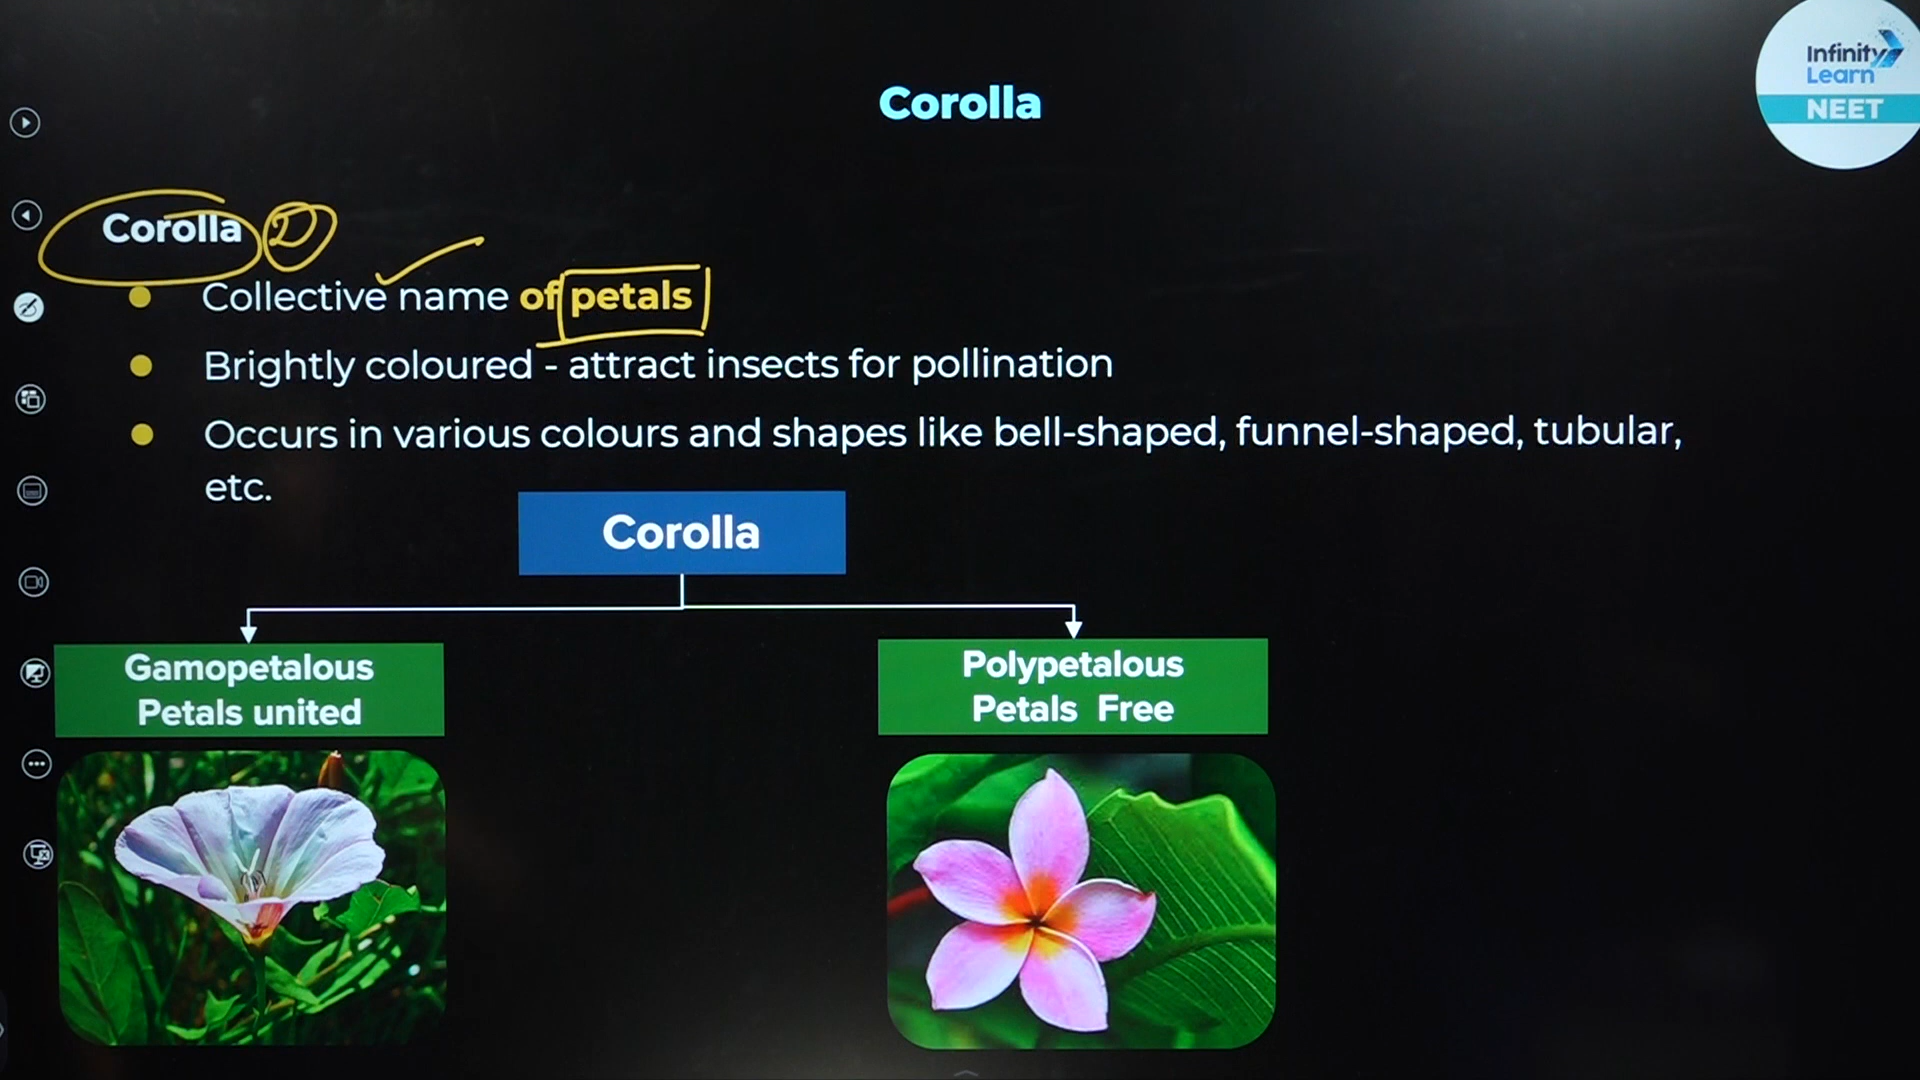 Infinity
Learn
NEET
Corolla
Corolla 2
Collective name of petals
Brightly coloured - attract insects for pollination
Occurs in various colours and shapes like bell-shaped, funnel-shaped, tubular,
etc.
Corolla
Gamopetalous
Petals united
Polypetalous
Petals Free